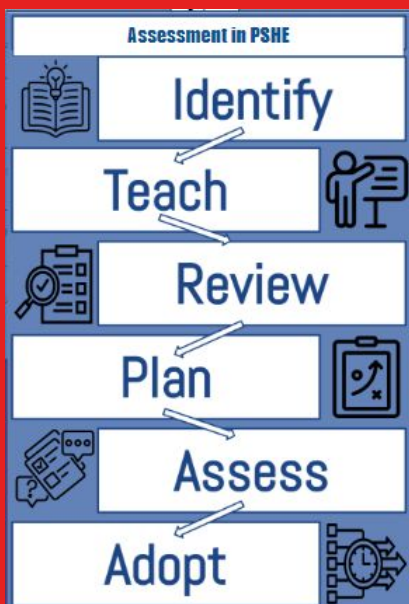 Assessment in PSHE
Identify
Teach
Review
Plan
Assess
Adopt